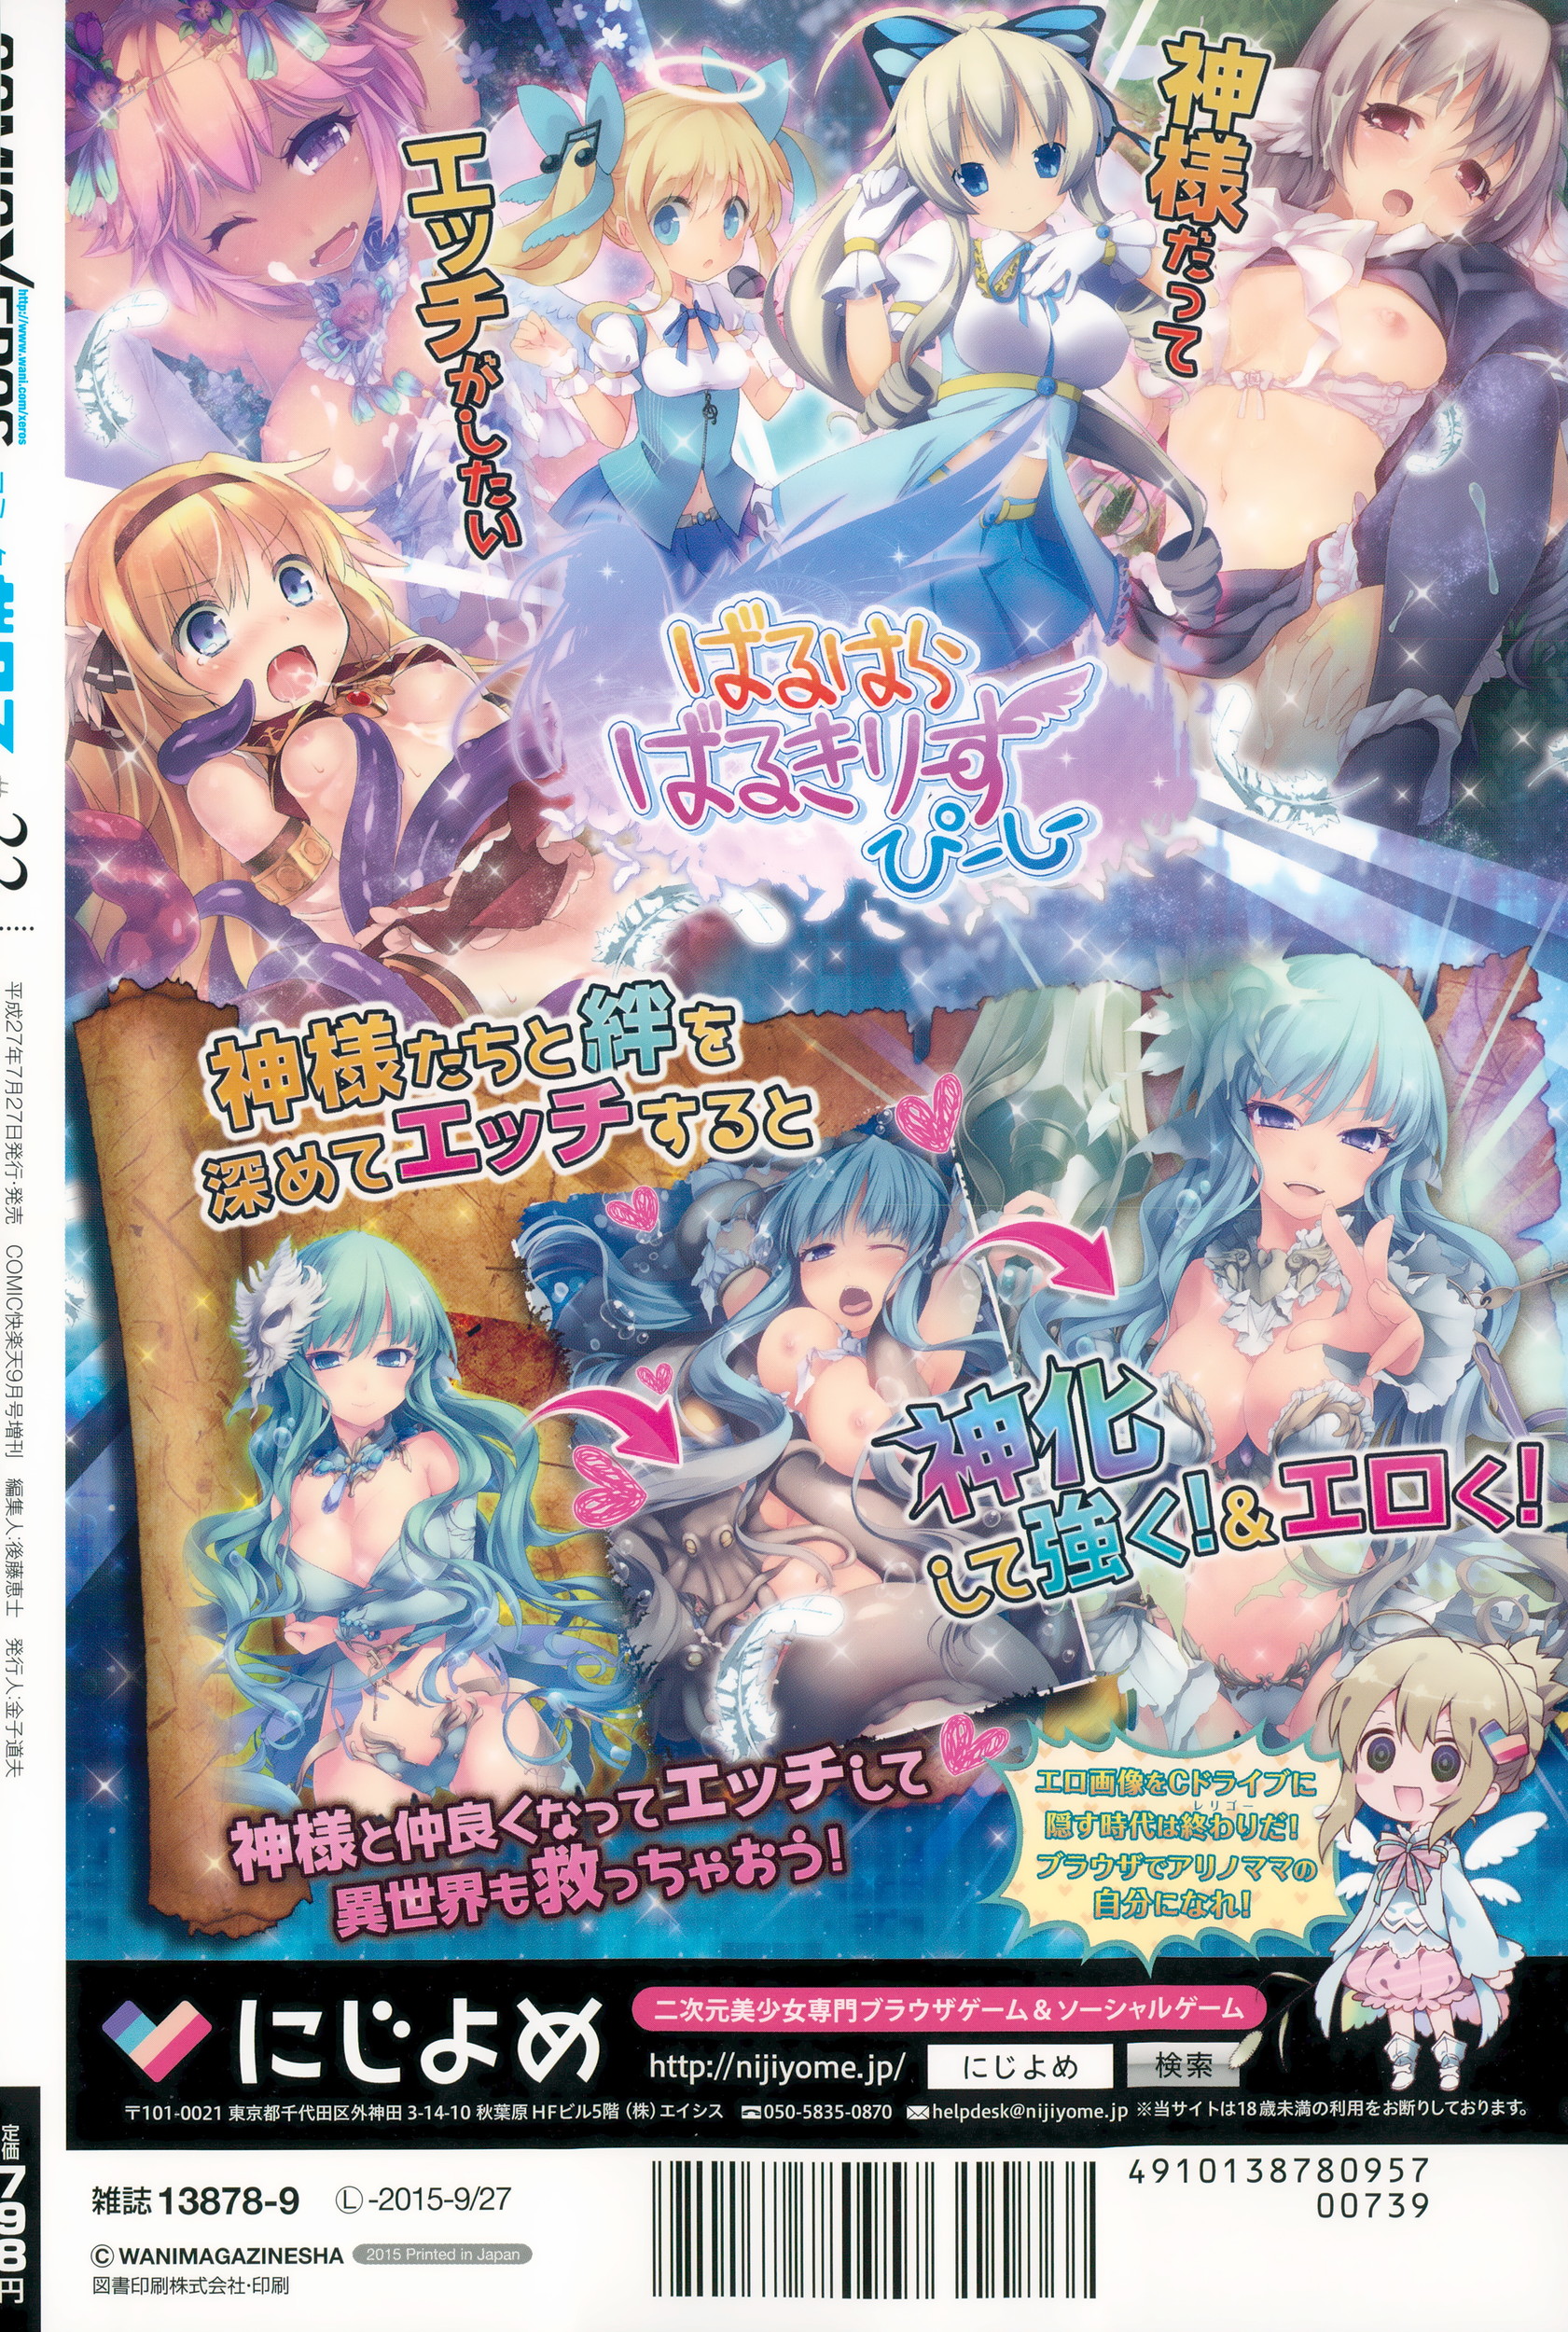 神様だって
エッチがしたい
ばるはら
ばるきりーす
ぴーじ
神様たちと絆を
深めてエッチすると
神化
して強く!&エロく!
神様と仲良くなってエッチして
異世界も救っちゃおう!
エロ画像をCドライブに
レリゴー
隠す時代は終わりだ!
ブラウザでアリノママの
自分になれ!
にじよめ
二次元美少女専門ブラウザゲーム&ソーシャルゲーム
http://nijiyome.jp/ にじよめ 検索
〒101-0021 東京都千代田区外神田 3-14-10 秋葉原HFビル5階(株)エイシス ☎050-5835-0870 ✉helpdesk@nijiyome.jp ※当サイトは18歳未満の利用をお断りしております。
雑誌 13878-9 Ⓛ-2015-9/27
© WANIMAGAZINESHA 2015 Printed in Japan
図書印刷株式会社・印刷
4910138780957
00739
http://www.wani.com/xeros
22
平成27年7月27日発行・発売 COMIC快楽天9月号増刊 編集人:後藤恵士 発行人:金子道夫
定価798円